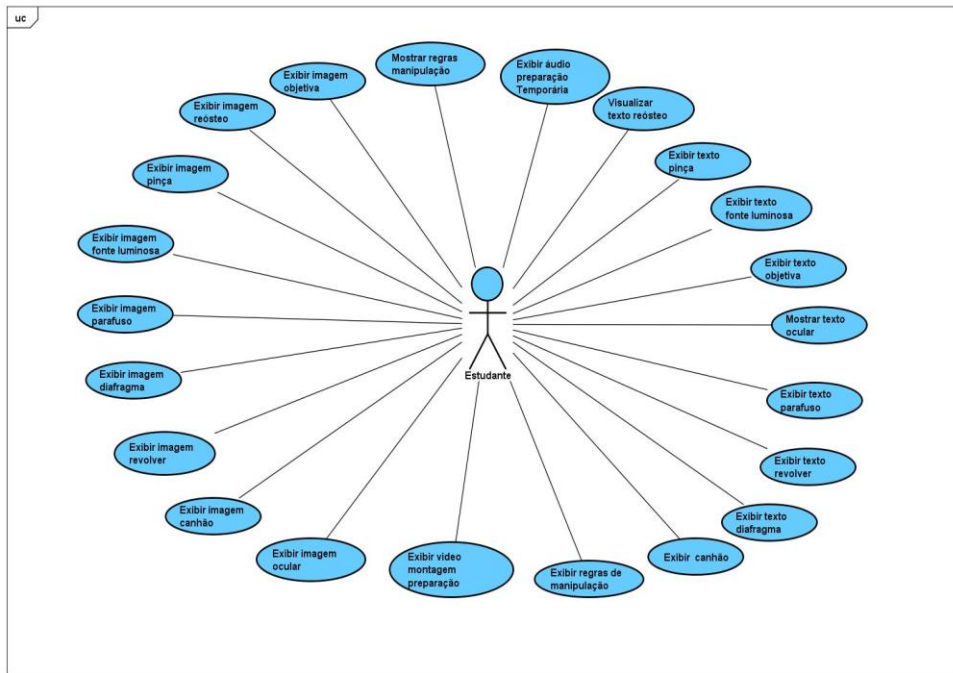 uc
Mostrar regras
manipulação
Exibir áudio
preparação
Temporária
Exibir imagem
objetiva
Visualizar
texto reósteo
Exibir imagem
reósteo
Exibir texto
pinça
Exibir imagem
pinça
Exibir texto
fonte luminosa
Exibir imagem
fonte luminosa
Exibir texto
objetiva
Exibir imagem
parafuso
Mostrar texto
ocular
Estudante
Exibir imagem
diafragma
Exibir texto
parafuso
Exibir imagem
revolver
Exibir texto
revolver
Exibir imagem
canhão
Exibir texto
diafragma
Exibir imagem
ocular
Exibir video
montagem
preparação
Exibir regras de
manipulação
Exibir canhão